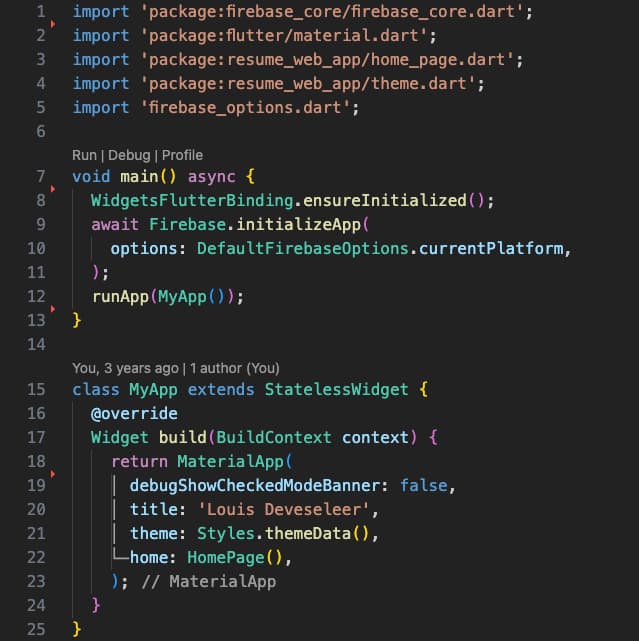 1 import 'package:firebase_core/firebase_core.dart';
2 import 'package:flutter/material.dart';
3 import 'package:resume_web_app/home_page.dart';
4 import 'package:resume_web_app/theme.dart';
5 import 'firebase_options.dart';
6
Run | Debug | Profile
7 void main() async {
8   WidgetsFlutterBinding.ensureInitialized();
9   await Firebase.initializeApp(
10     options: DefaultFirebaseOptions.currentPlatform,
11   );
12   runApp(MyApp());
13 }
14
You, 3 years ago | 1 author (You)
15 class MyApp extends StatelessWidget {
16   @override
17   Widget build(BuildContext context) {
18     return MaterialApp(
19       debugShowCheckedModeBanner: false,
20       title: 'Louis Deveseleer',
21       theme: Styles.themeData(),
22       home: HomePage(),
23     ); // MaterialApp
24   }
25 }